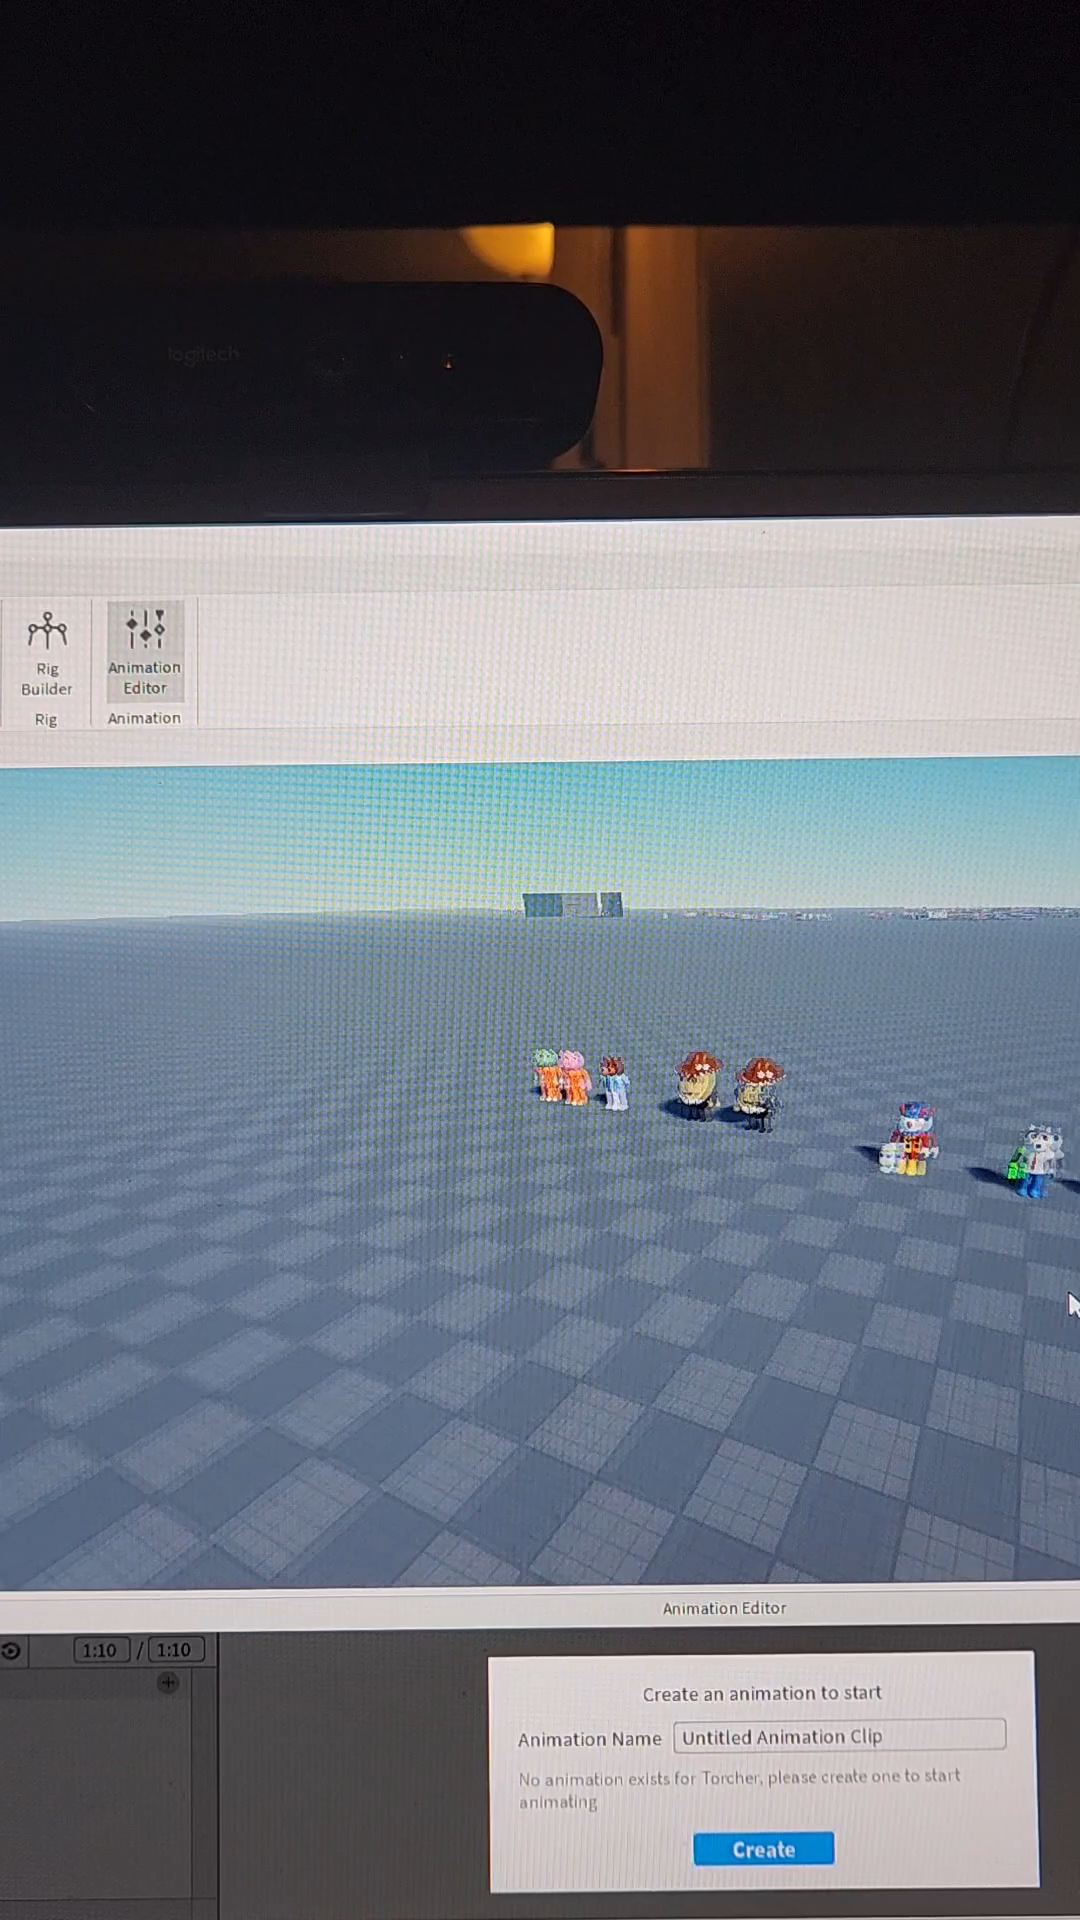 logitech
Rig
Builder
Rig
Animation
Editor
Animation
Animation Editor
1:10 / 1:10
Create an animation to start
Animation Name Untitled Animation Clip
No animation exists for Torcher, please create one to start
animating
Create